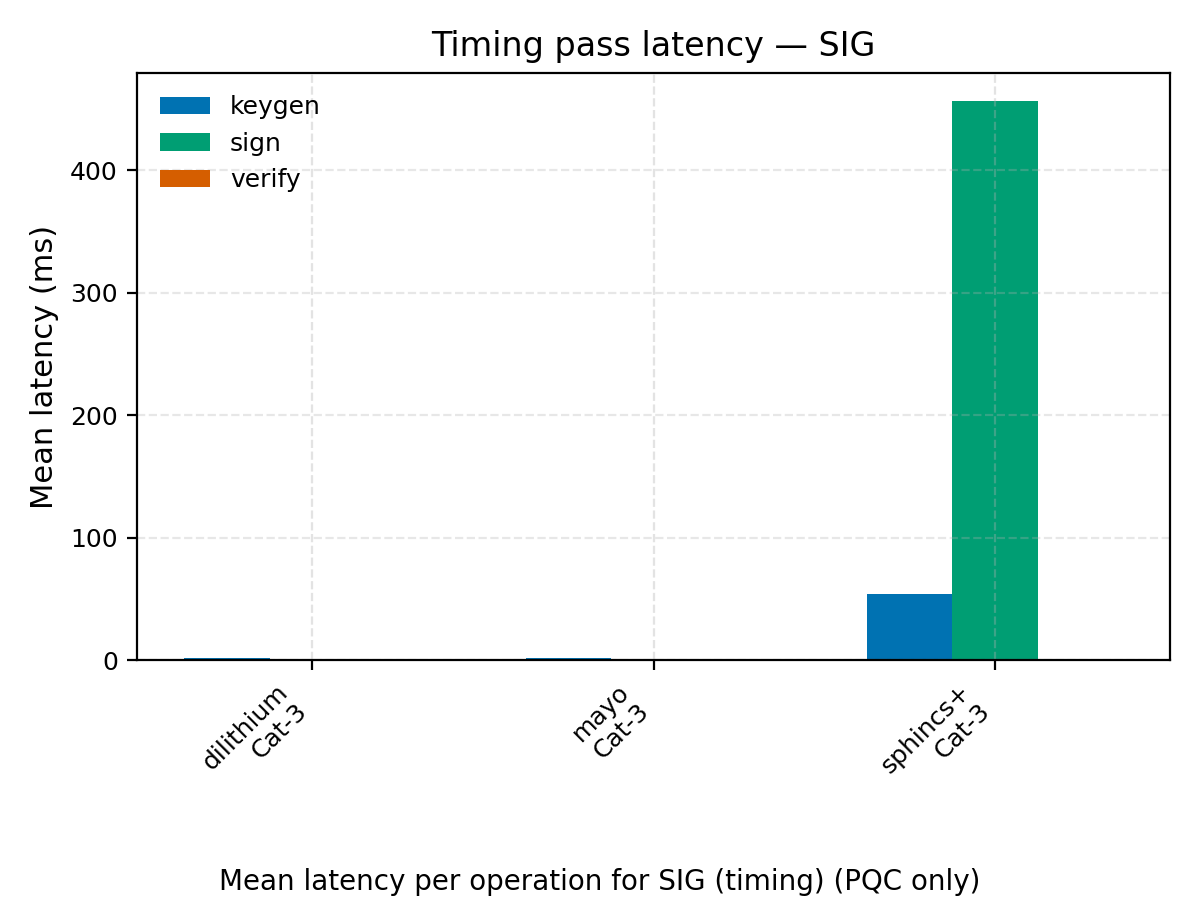 Timing pass latency — SIG
keygen
sign
verify
Mean latency (ms)
400
300
200
100
0
dilithium
Cat-3
mayo
Cat-3
sphincs+
Cat-3
Mean latency per operation for SIG (timing) (PQC only)